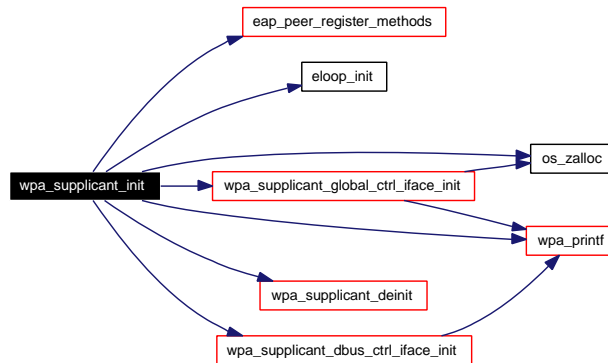 eap_peer_register_methods
eloop_init
os_zalloc
wpa_supplicant_init
wpa_supplicant_global_ctrl_iface_init
wpa_printf
wpa_supplicant_deinit
wpa_supplicant_dbus_ctrl_iface_init